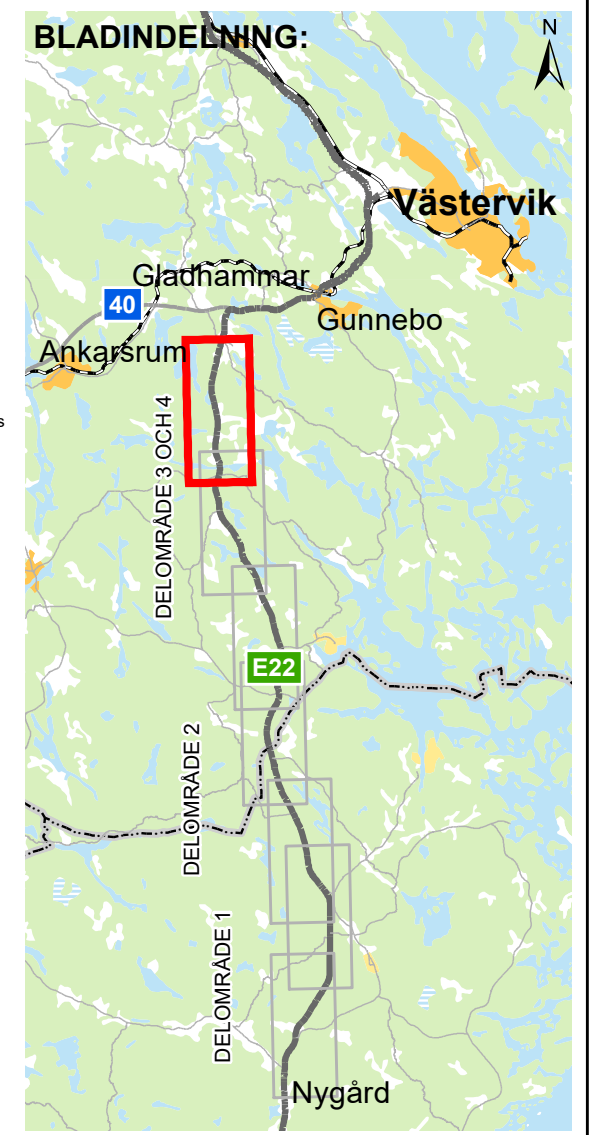 BLADINDELNING:
N
Västervik
Gladhammar
40
Gunnebo
Ankarsrum
s
DELOMRÅDE 3 OCH 4
E22
DELOMRÅDE 2
DELOMRÅDE 1
Nygård